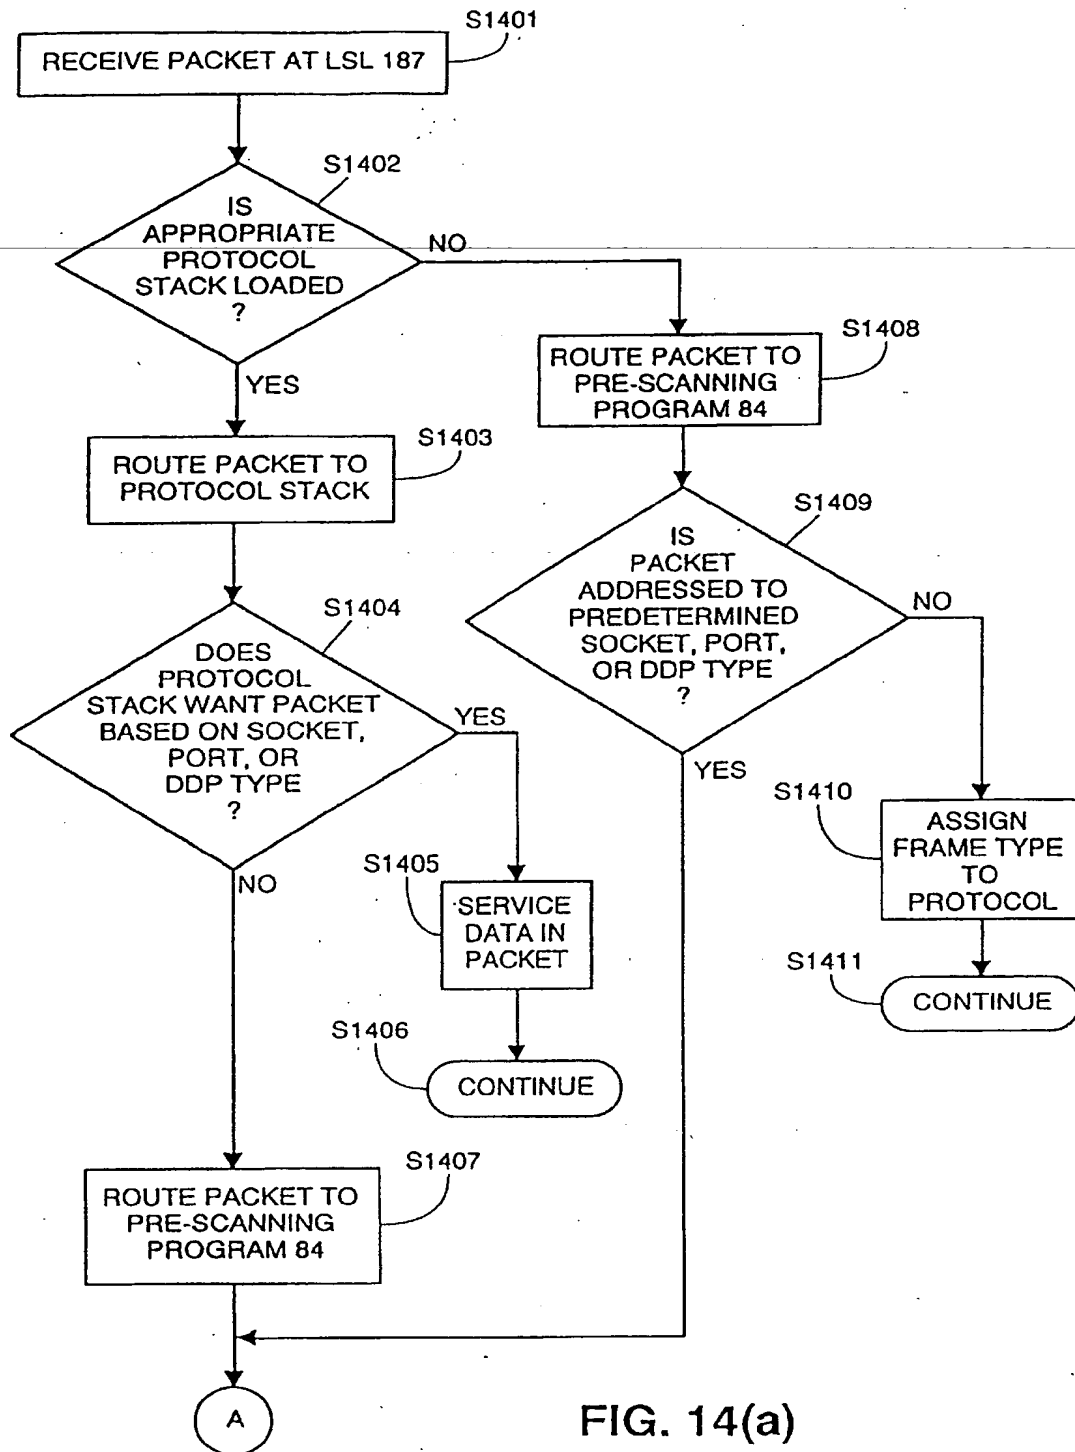 S1401
RECEIVE PACKET AT LSL 187
S1402
IS
APPROPRIATE
PROTOCOL
STACK LOADED
?
NO
YES
S1403
ROUTE PACKET TO
PROTOCOL STACK
S1408
ROUTE PACKET TO
PRE-SCANNING
PROGRAM 84
S1409
IS
PACKET
ADDRESSED TO
PREDETERMINED
SOCKET, PORT,
OR DDP TYPE
?
NO
YES
S1404
DOES
PROTOCOL
STACK WANT PACKET
BASED ON SOCKET,
PORT, OR
DDP TYPE
?
YES
NO
S1405
SERVICE
DATA IN
PACKET
S1406
CONTINUE
S1410
ASSIGN
FRAME TYPE
TO
PROTOCOL
S1411
CONTINUE
S1407
ROUTE PACKET TO
PRE-SCANNING
PROGRAM 84
A
FIG. 14(a)